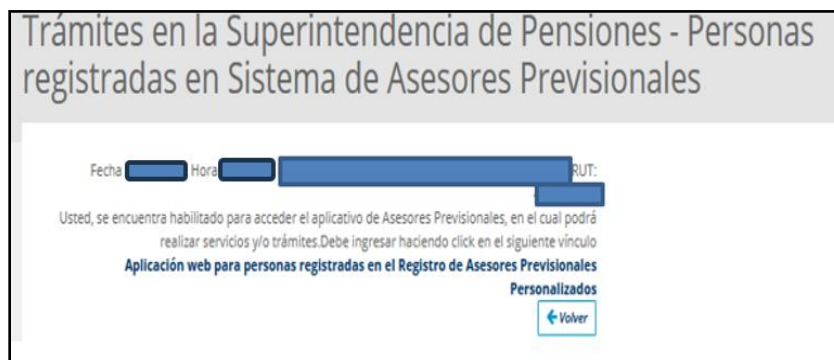 Trámites en la Superintendencia de Pensiones - Personas
registradas en Sistema de Asesores Previsionales
Fecha Hora RUT:
Usted, se encuentra habilitado para acceder el aplicativo de Asesores Previsionales, en el cual podrá
realizar servicios y/o trámites.Debe ingresar haciendo click en el siguiente vínculo
Aplicación web para personas registradas en el Registro de Asesores Previsionales
Personalizados
Volver